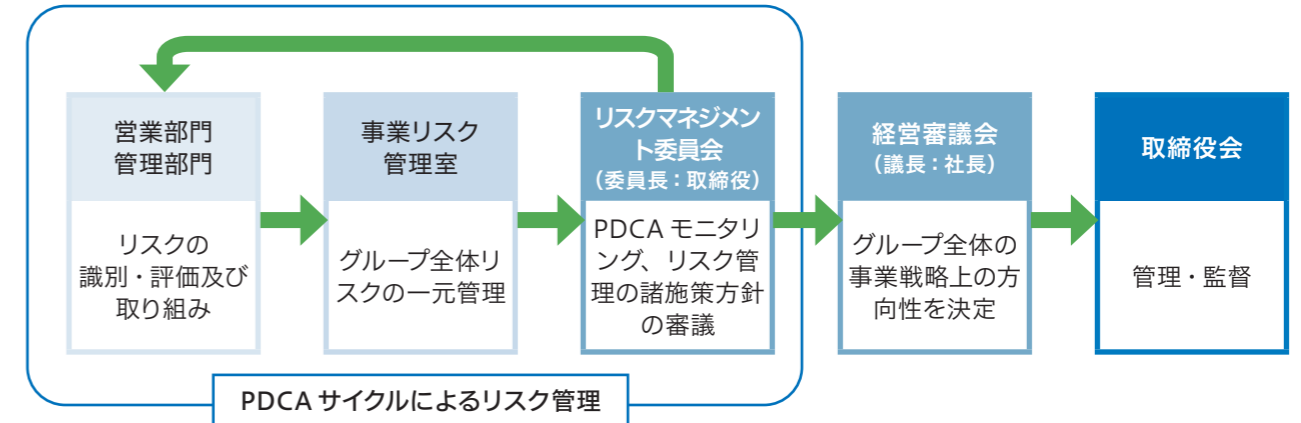 営業部門
管理部門
リスクの
識別・評価及び
取り組み
事業リスク
管理室
グループ全体リ
スクの一元管理
リスクマネジメン
ト委員会
（委員長：取締役）
PDCA モニタリ
ング、リスク管
理の諸施策方針
の審議
経営審議会
（議長：社長）
グループ全体の
事業戦略上の方
向性を決定
取締役会
管理・監督
PDCA サイクルによるリスク管理